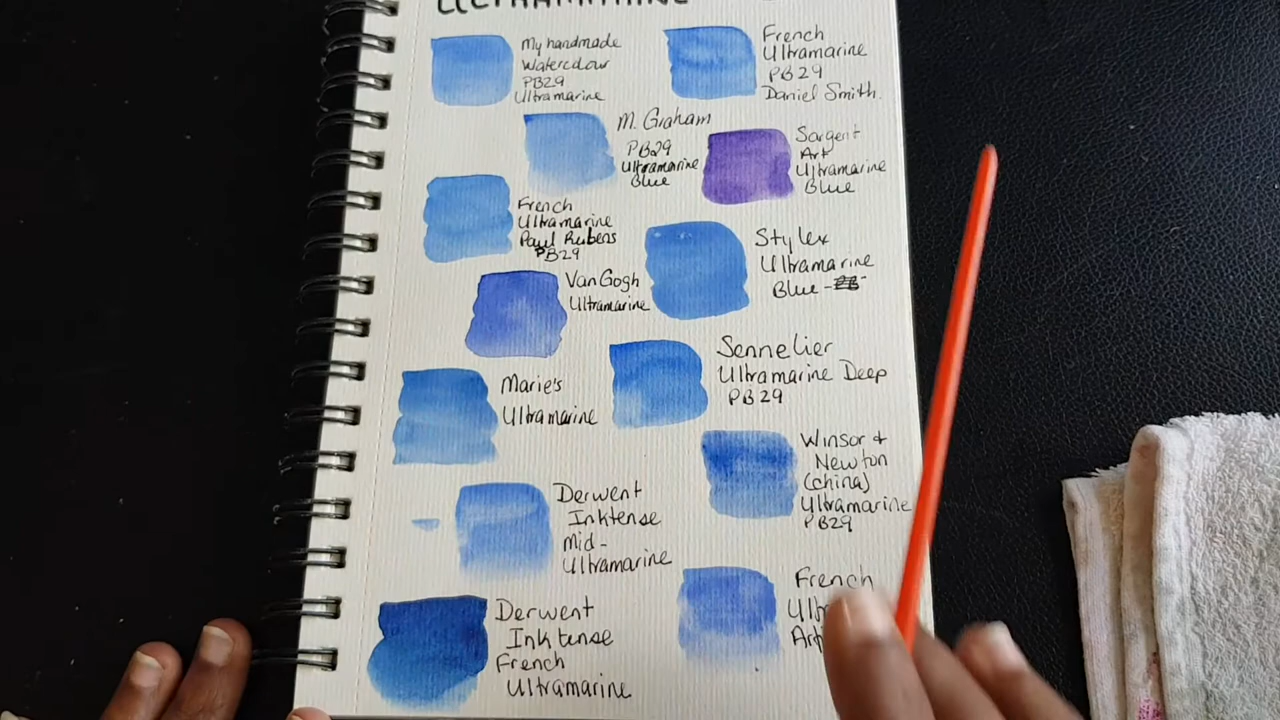 My handmade
Watercolour
PB29
Ultramarine
French
Ultramarine
PB29
Daniel Smith.
M. Graham
PB29
Ultramarine
Blue
Sargent
Art
Ultramarine
Blue
French
Ultramarine
Paul Rubens
PB29
Stylex
Ultramarine
Blue -
Van Gogh
Ultramarine
Sennelier
Ultramarine Deep
PB29
Marie's
Ultramarine
Winsor &
Newton
(China)
Ultramarine
PB29
Derwent
Inktense
Mid-
Ultramarine
French
Derwent
Inktense
French
Ultramarine